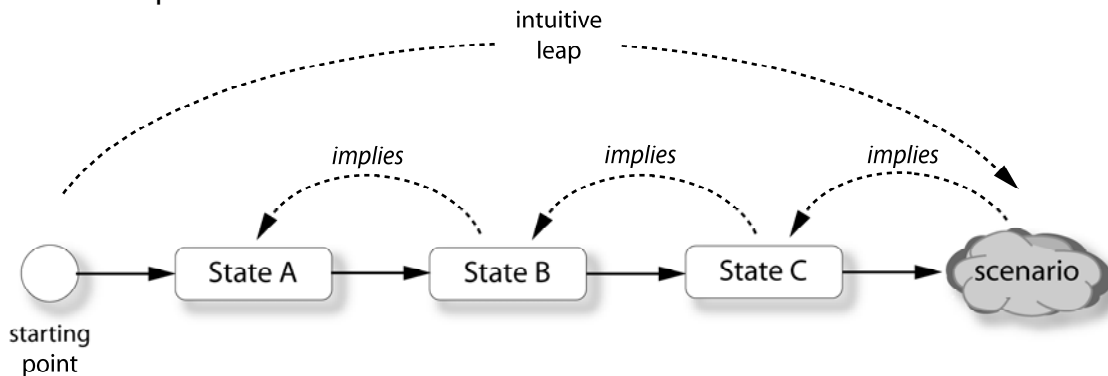 intuitive
leap
implies
implies
implies
State A
State B
State C
scenario
starting
point